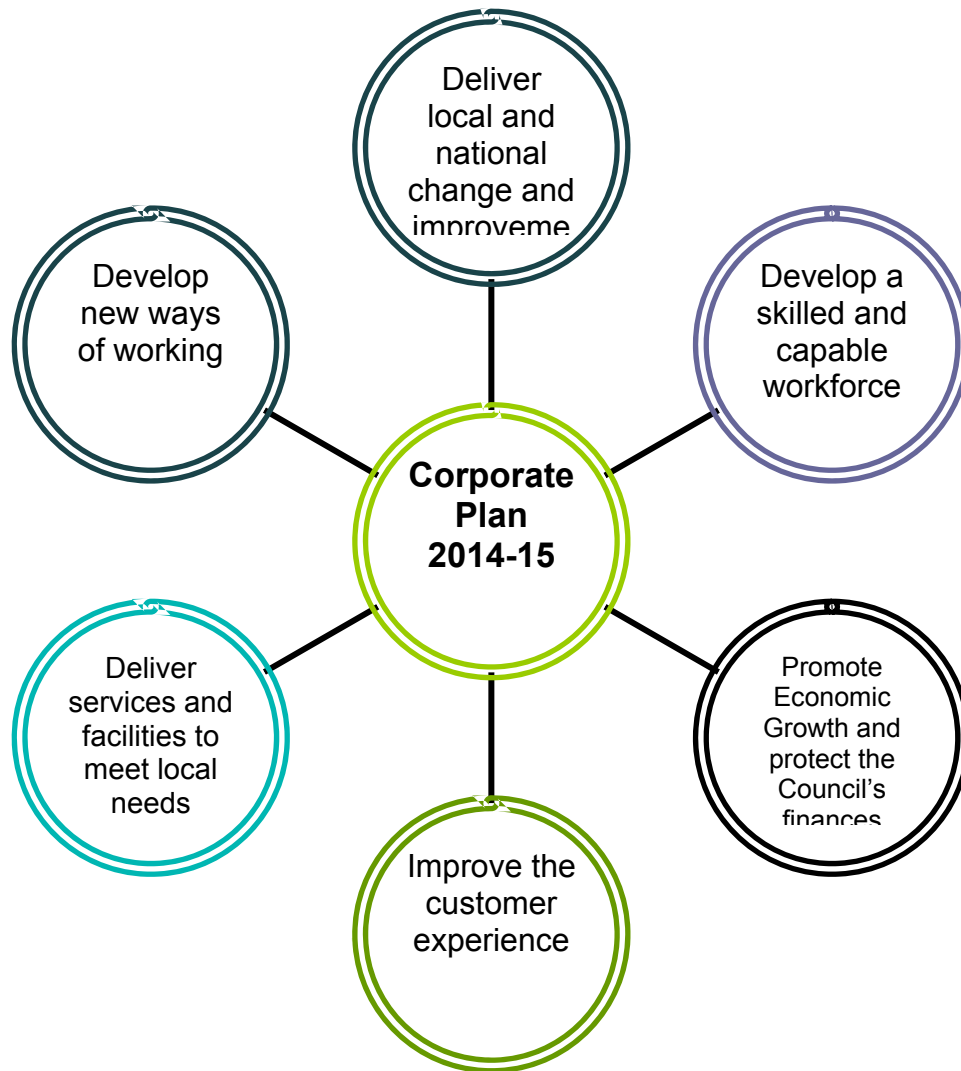 Deliver
local and
national
change and
improveme
Develop a
skilled and
capable
workforce
Promote
Economic
Growth and
protect the
Council's
finances
Improve the
customer
experience
Deliver
services and
facilities to
meet local
needs
Develop
new ways
of working
Corporate
Plan
2014-15